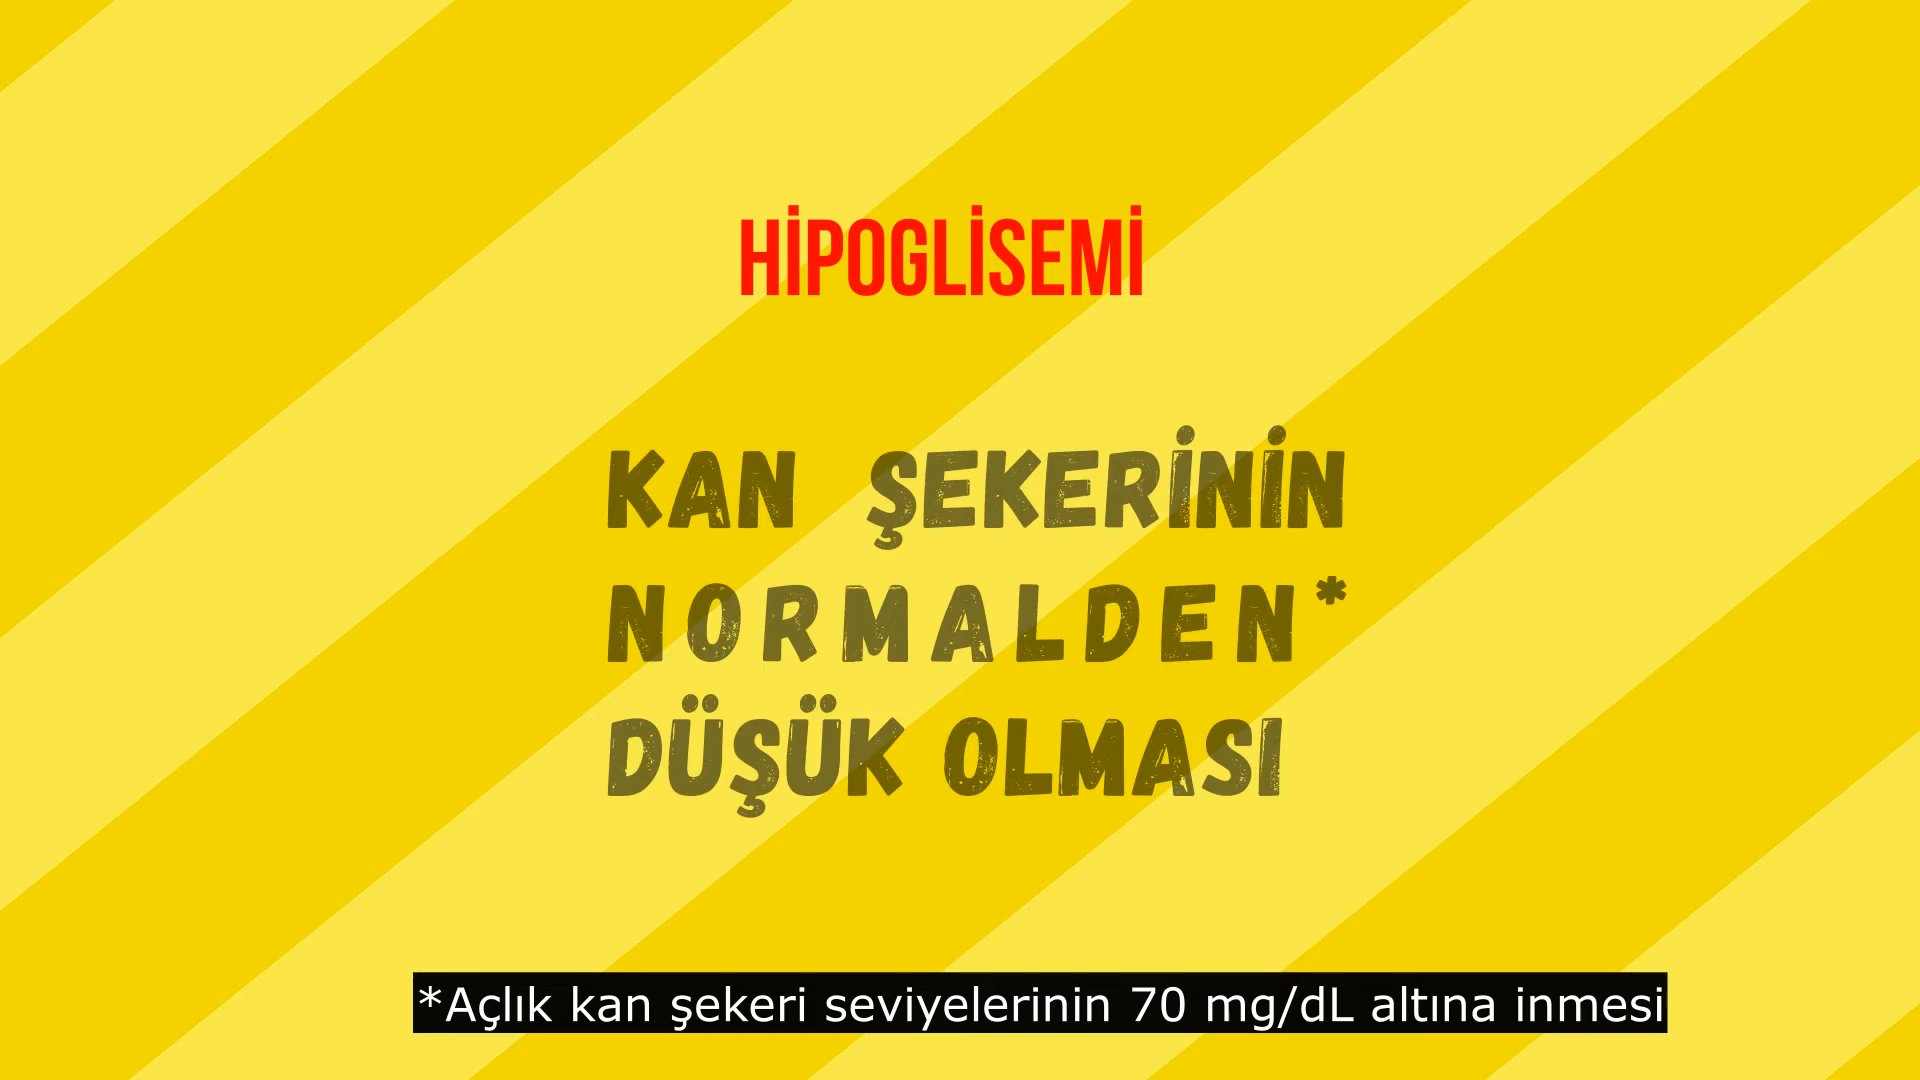 HİPOGLİSEMİ
KAN ŞEKERİNİN
NORMALDEN*
DÜŞÜK OLMASI
*Açlık kan şekeri seviyelerinin 70 mg/dL altına inmesi